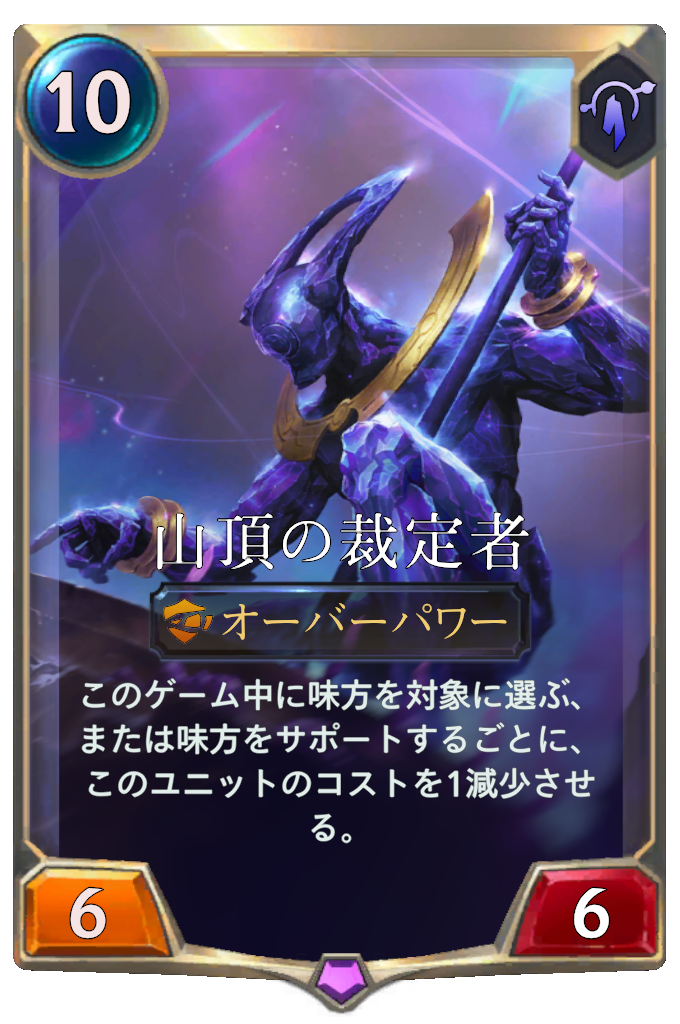 10
山頂の裁定者
オーバーパワー
このゲーム中に味方を対象に選ぶ、
または味方をサポートするごとに、
このユニットのコストを1減少させ
る。
6
6